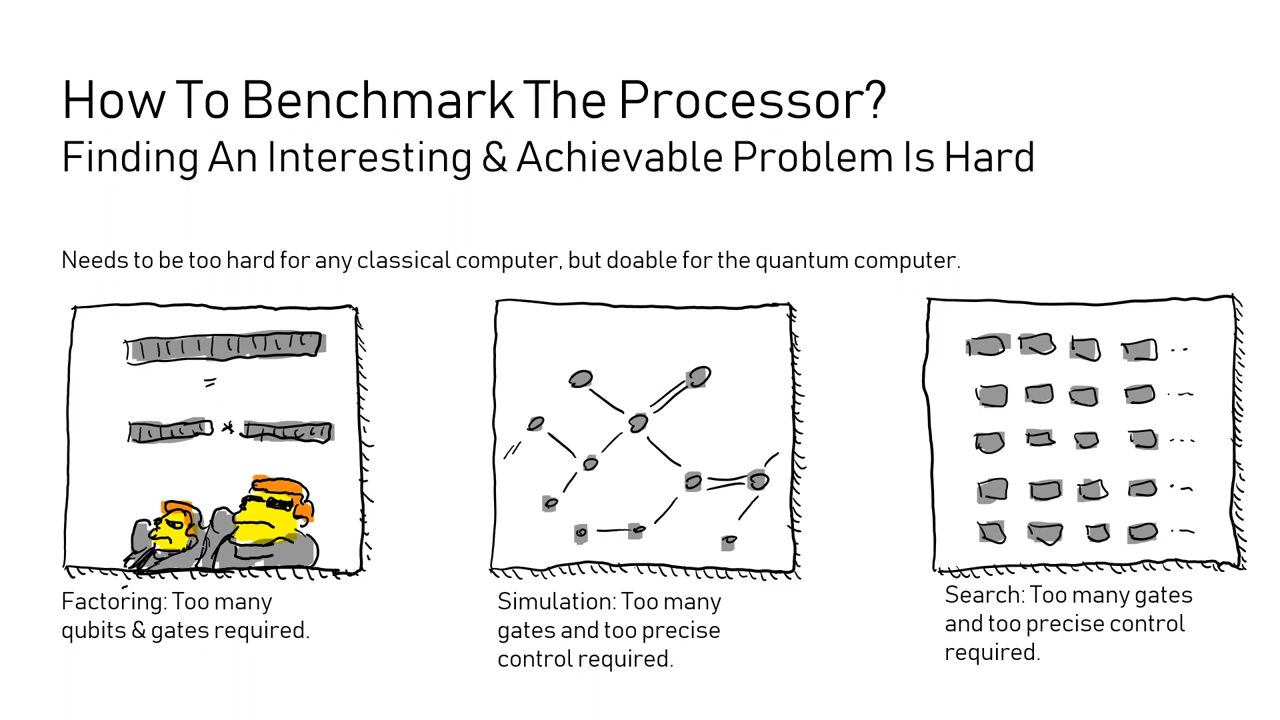 How To Benchmark The Processor?
Finding An Interesting & Achievable Problem Is Hard
Needs to be too hard for any classical computer, but doable for the quantum computer.
=
*
Factoring: Too many
qubits & gates required.
Simulation: Too many
gates and too precise
control required.
Search: Too many gates
and too precise control
required.